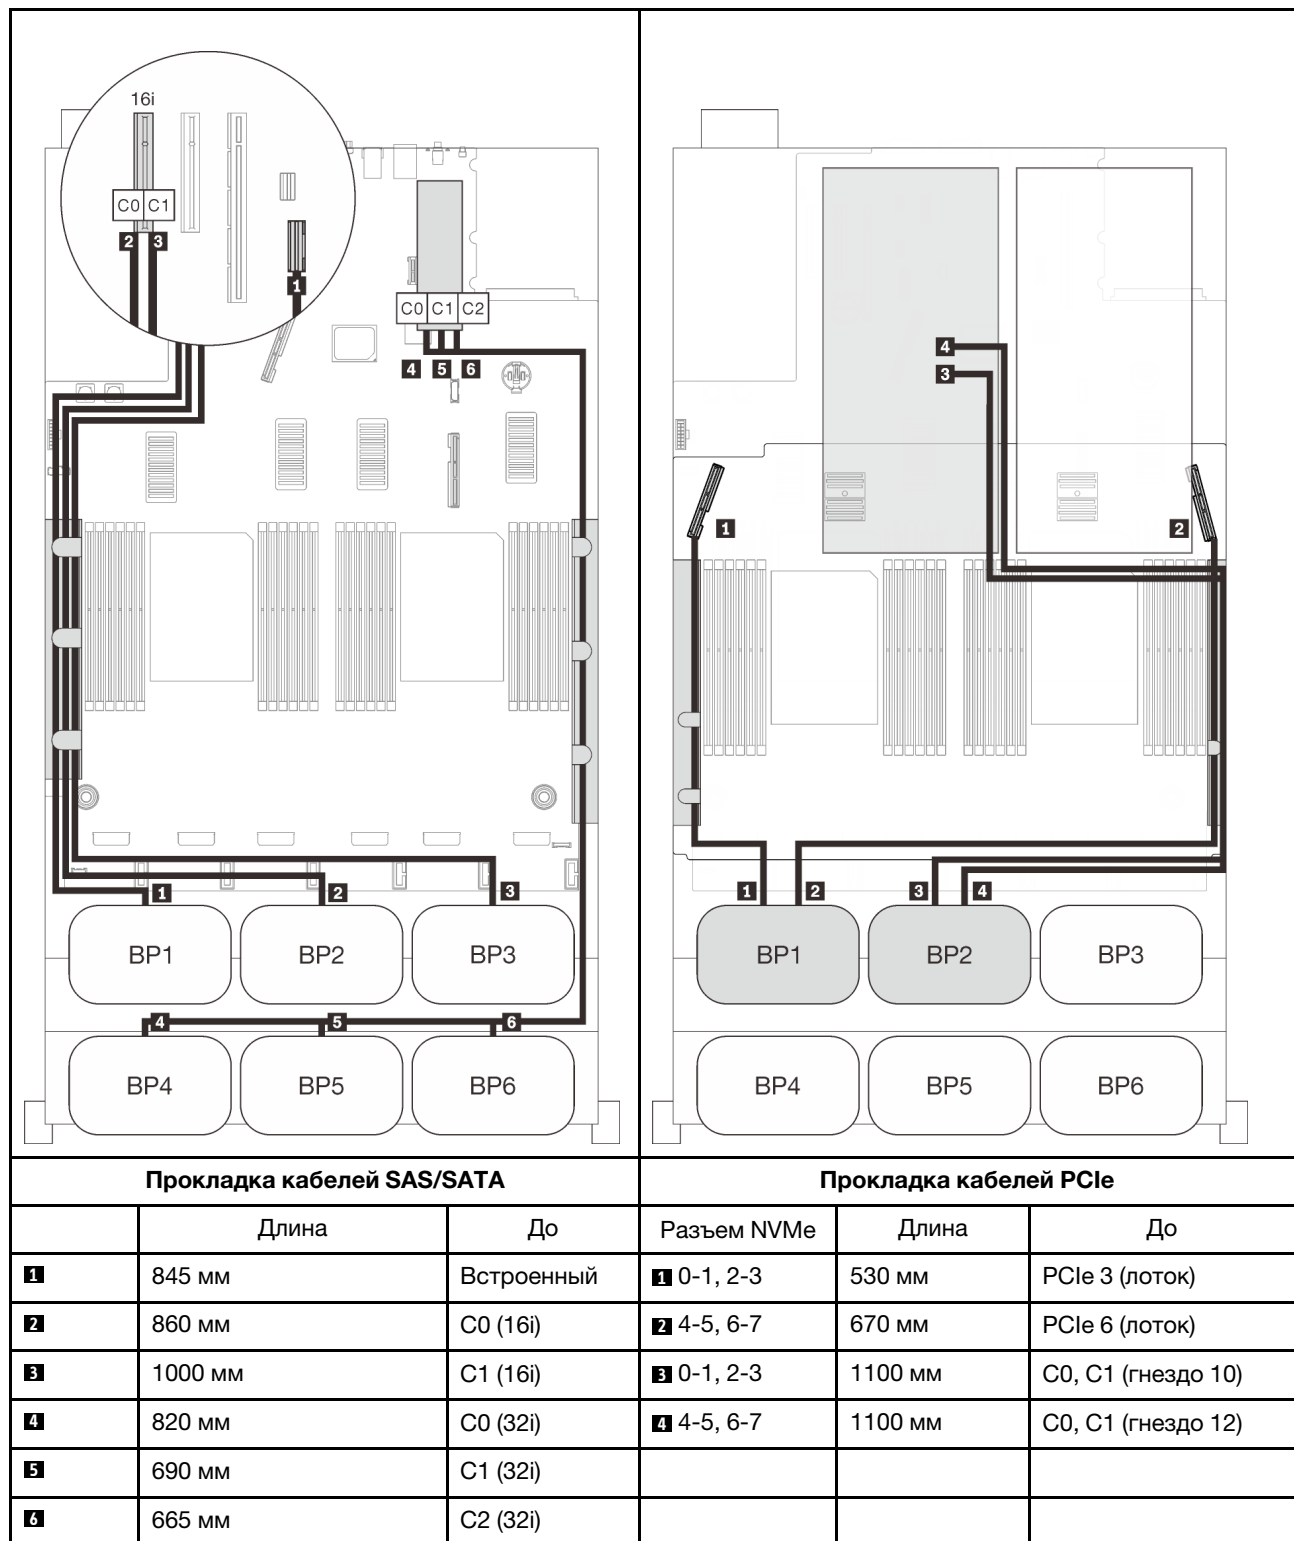 16i
C0 C1
2 3
1
C0 C1 C2
4 5 6
1 2 3
BP1 BP2 BP3
4 5 6
BP4 BP5 BP6
4
3
1 2
1 2 3 4
BP1 BP2 BP3
BP4 BP5 BP6
Прокладка кабелей SAS/SATA Прокладка кабелей PCIe
Длина До Разъем NVMe Длина До
1 845 мм Встроенный 1 0-1, 2-3 530 мм PCIe 3 (лоток)
2 860 мм C0 (16i) 2 4-5, 6-7 670 мм PCIe 6 (лоток)
3 1000 мм C1 (16i) 3 0-1, 2-3 1100 мм C0, C1 (гнездо 10)
4 820 мм C0 (32i) 4 4-5, 6-7 1100 мм C0, C1 (гнездо 12)
5 690 мм C1 (32i)
6 665 мм C2 (32i)